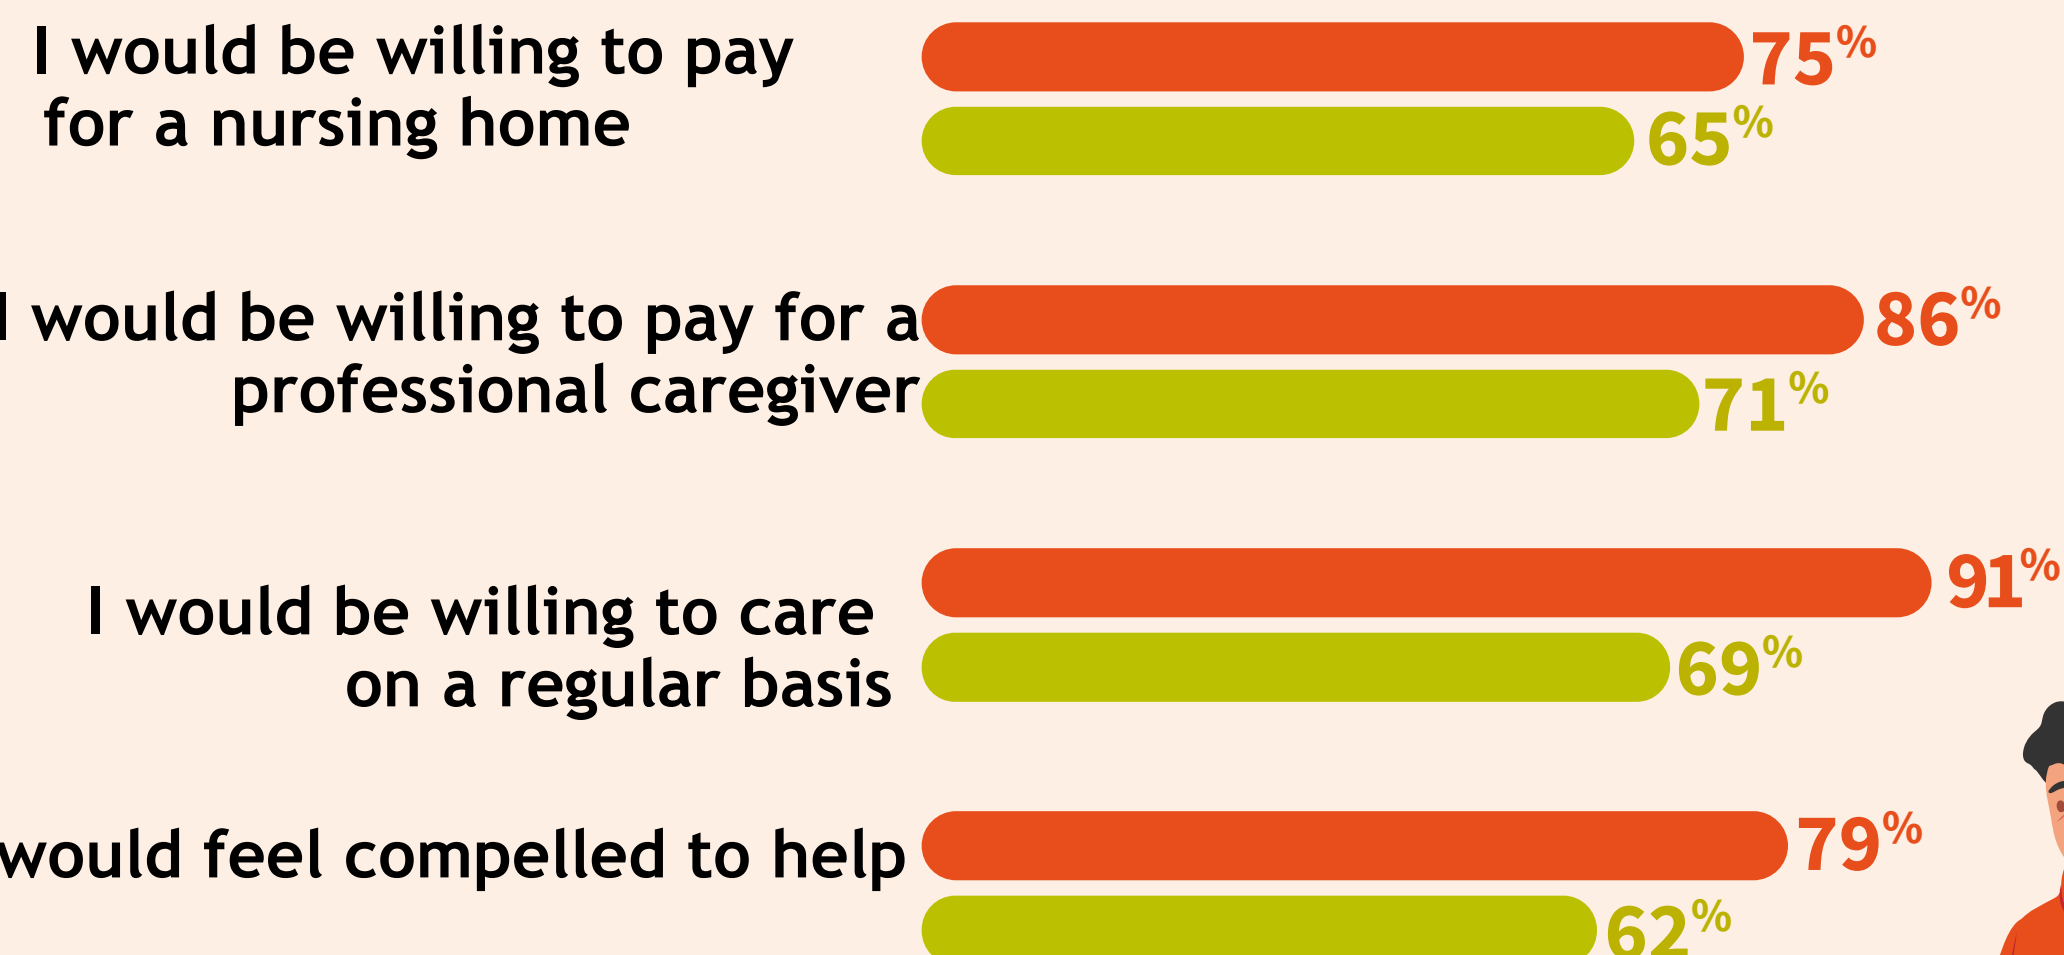 I would be willing to pay
for a nursing home
75%
65%
I would be willing to pay for a
professional caregiver
86%
71%
I would be willing to care
on a regular basis
91%
69%
would feel compelled to help
79%
62%